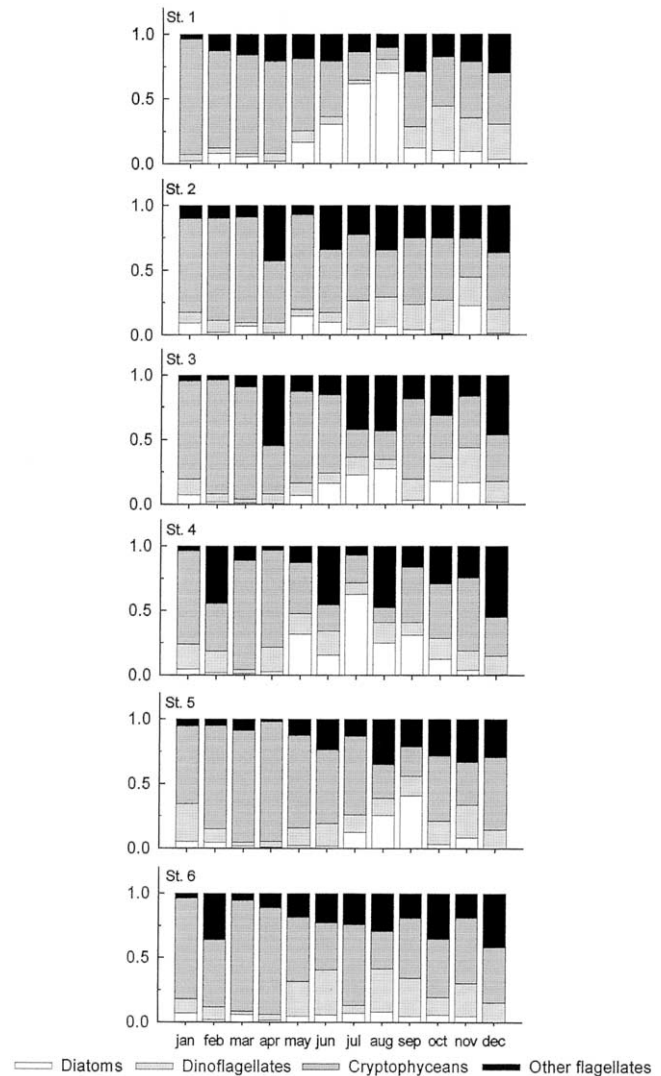 St. 1
1.0
0.5
0.0
St. 2
1.0
0.5
0.0
St. 3
1.0
0.5
0.0
St. 4
1.0
0.5
0.0
St. 5
1.0
0.5
0.0
St. 6
1.0
0.5
0.0
jan feb mar apr may jun jul aug sep oct nov dec
Diatoms Dinoflagellates Cryptophyceans Other flagellates